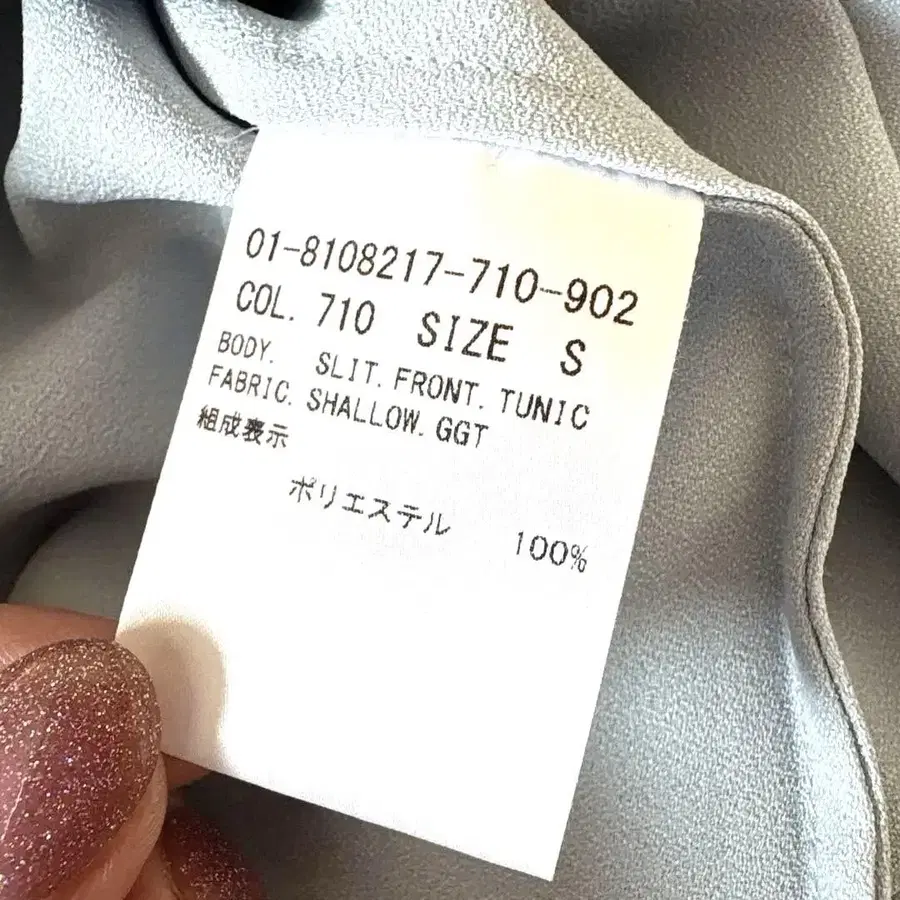 01-8108217-710-902
COL. 710 SIZE S
BODY. SLIT. FRONT. TUNIC
FABRIC. SHALLOW. GGT
組成表示
ポリエステル 100%